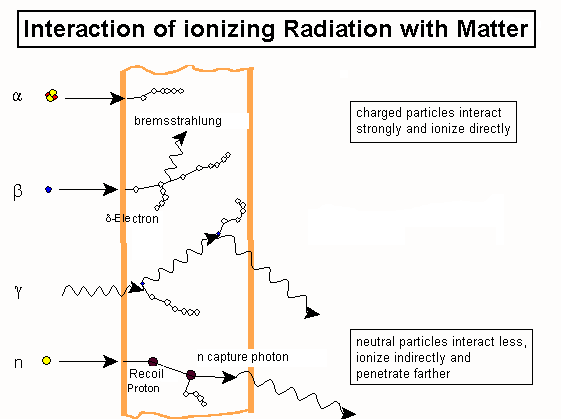 Interaction of ionizing Radiation with Matter
α
bremsstrahlung
charged particles interact
strongly and ionize directly
β
δ-Electron
γ
n
n capture photon
Recoil
Proton
neutral particles interact less,
ionize indirectly and
penetrate farther